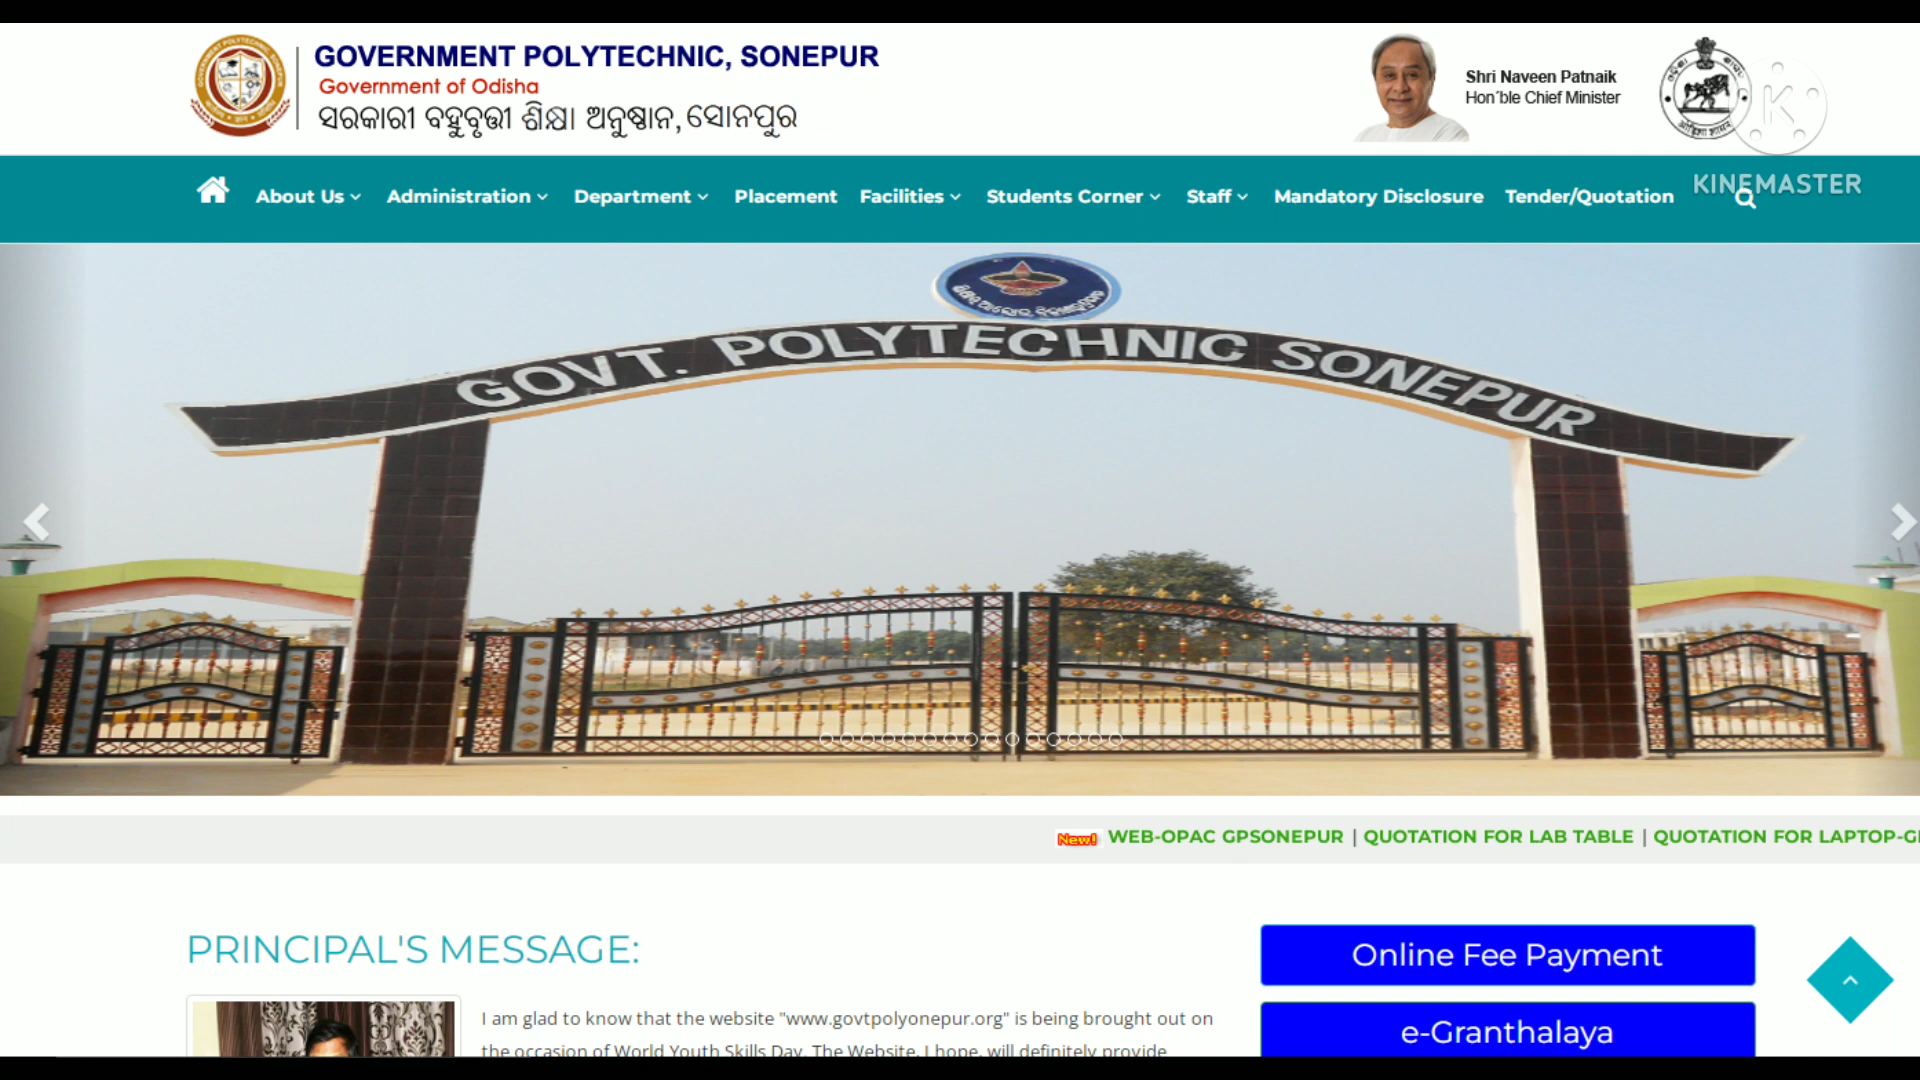 GOVERNMENT POLYTECHNIC, SONEPUR
Government of Odisha
ସରକାରୀ ବହୁବୃତ୍ତୀ ଶିକ୍ଷା ଅନୁଷ୍ଠାନ, ସୋନପୁର
Shri Naveen Patnaik
Hon'ble Chief Minister
KINEMASTER
About Us
Administration
Department
Placement
Facilities
Students Corner
Staff
Mandatory Disclosure
Tender/Quotation
GOVT. POLYTECHNIC SONEPUR
New! WEB-OPAC GPSONEPUR | QUOTATION FOR LAB TABLE | QUOTATION FOR LAPTOP-G
PRINCIPAL'S MESSAGE:
I am glad to know that the website "www.govtpolyonepur.org" is being brought out on
the occasion of World Youth Skills Day. The Website, I hope, will definitely provide
Online Fee Payment
e-Granthalaya